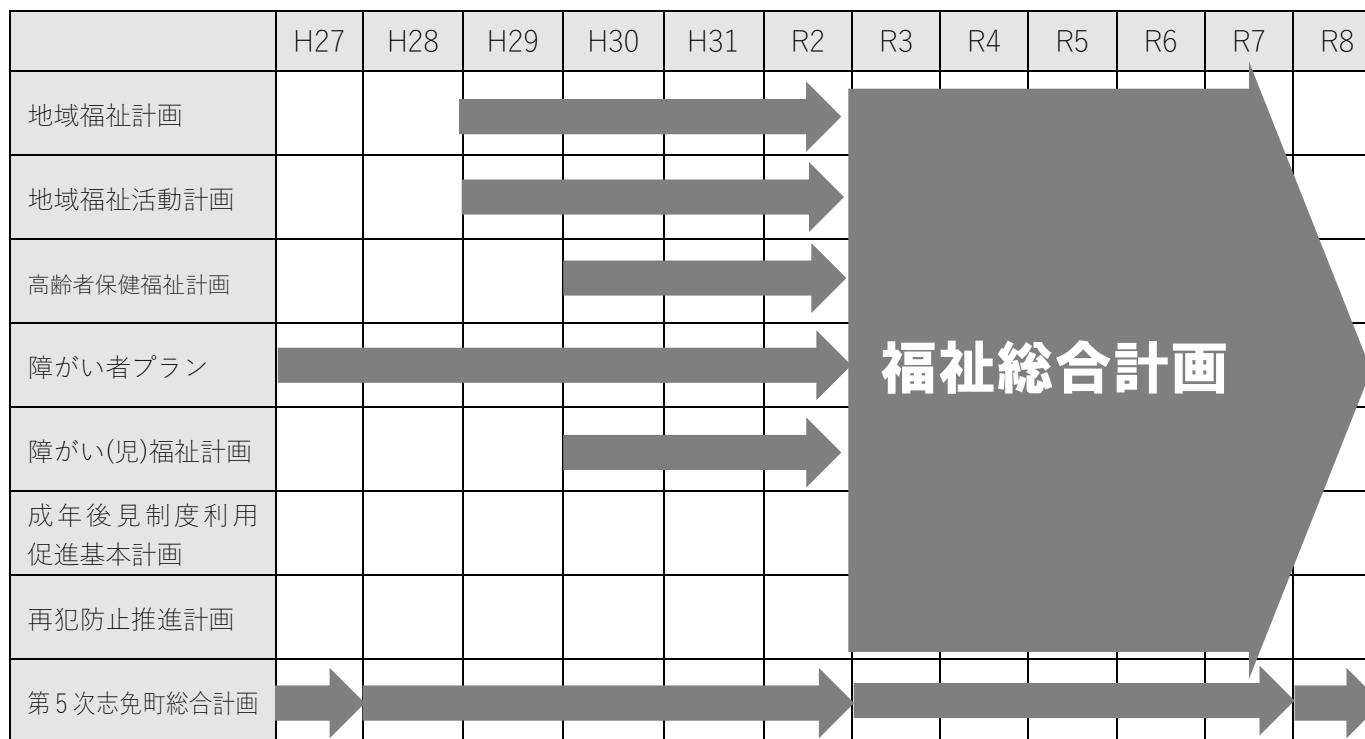 H27 H28 H29 H30 H31 R2 R3 R4 R5 R6 R7 R8
地域福祉計画
地域福祉活動計画
高齢者保健福祉計画
障がい者プラン
福祉総合計画
障がい(児)福祉計画
成年後見制度利用
促進基本計画
再犯防止推進計画
第5次志免町総合計画